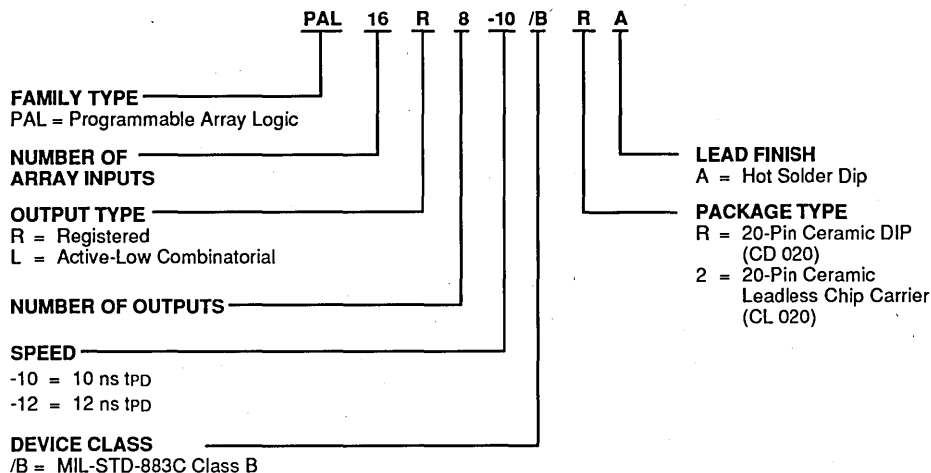 PAL 16 R 8 -10 /B R A
FAMILY TYPE
PAL = Programmable Array Logic
NUMBER OF
ARRAY INPUTS
OUTPUT TYPE
R = Registered
L = Active-Low Combinatorial
NUMBER OF OUTPUTS
SPEED
-10 = 10 ns tPD
-12 = 12 ns tPD
DEVICE CLASS
/B = MIL-STD-883C Class B
LEAD FINISH
A = Hot Solder Dip
PACKAGE TYPE
R = 20-Pin Ceramic DIP
(CD 020)
2 = 20-Pin Ceramic
Leadless Chip Carrier
(CL 020)